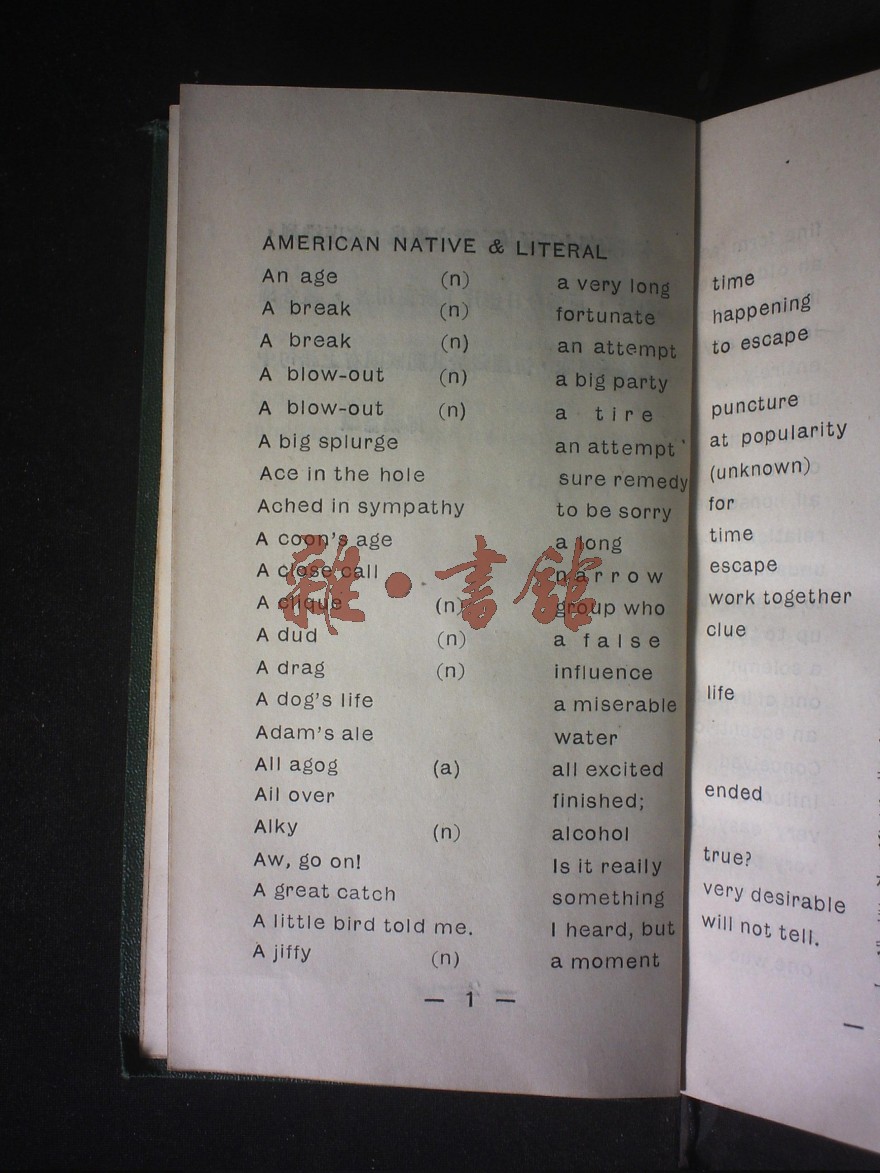 AMERICAN NATIVE & LITERAL
An age (n) a very long time
A break (n) fortunate happening
A break (n) an attempt to escape
A blow-out (n) a big party
A blow-out (n) a tire puncture
A big splurge an attempt at popularity
Ace in the hole sure remedy (unknown)
Ached in sympathy to be sorry for
A coon's age a long time
A close call narrow escape
A clique (n) group who work together
A dud (n) a false clue
A drag (n) influence
A dog's life a miserable life
Adam's ale water
All agog (a) all excited
Ail over finished; ended
Alky (n) alcohol
Aw, go on! Is it reaily true?
A great catch something very desirable
A little bird told me. I heard, but will not tell.
A jiffy (n) a moment
— 1 —
雜·書館